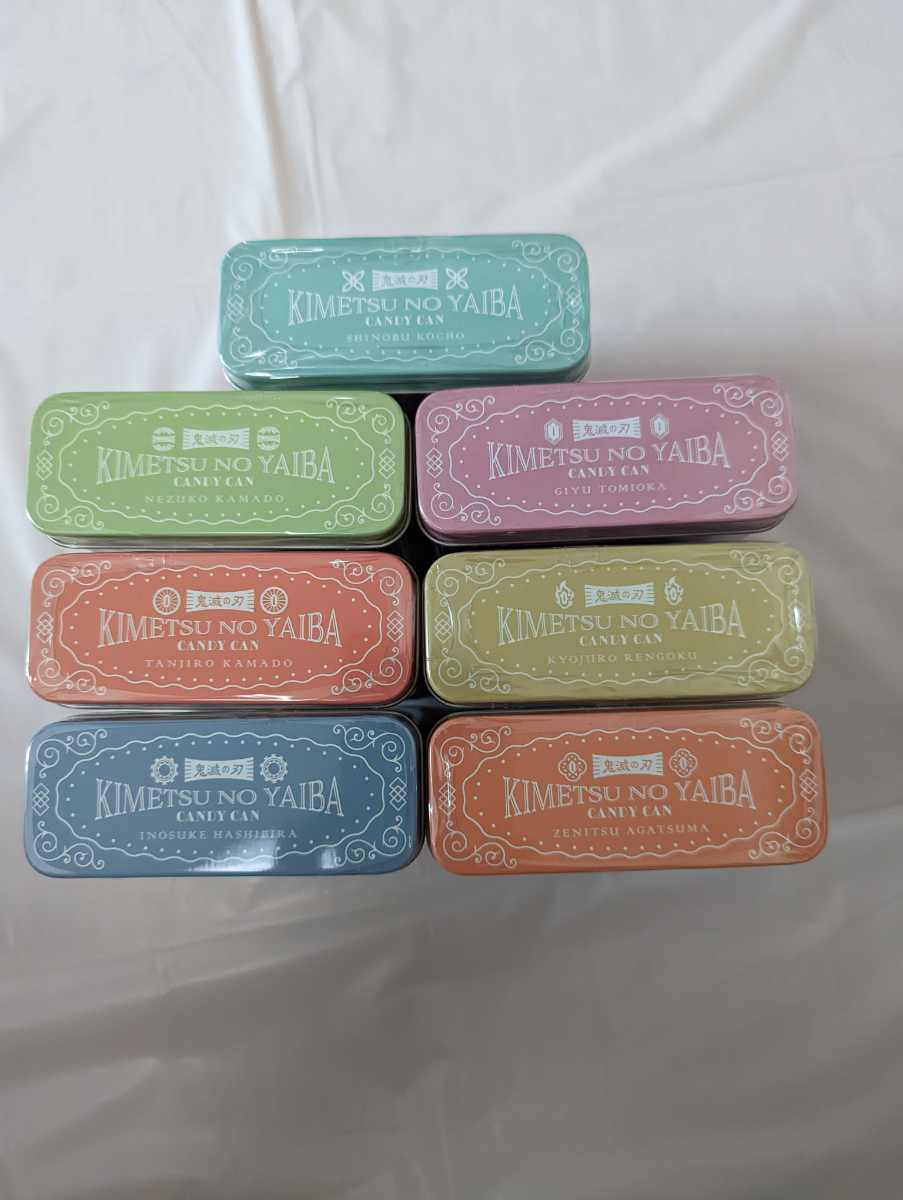 鬼滅の刃
KIMETSU NO YAIBA
CANDY CAN
SHINOBU KOCHO
鬼滅の刃
KIMETSU NO YAIBA
CANDY CAN
NEZUKO KAMADO
鬼滅の刃
KIMETSU NO YAIBA
CANDY CAN
GIYU TOMIOKA
鬼滅の刃
KIMETSU NO YAIBA
CANDY CAN
TANJIRO KAMADO
鬼滅の刃
KIMETSU NO YAIBA
CANDY CAN
KYOJURO RENGOKU
鬼滅の刃
KIMETSU NO YAIBA
CANDY CAN
INOSUKE HASHIBIRA
鬼滅の刃
KIMETSU NO YAIBA
CANDY CAN
ZENITSU AGATSUMA